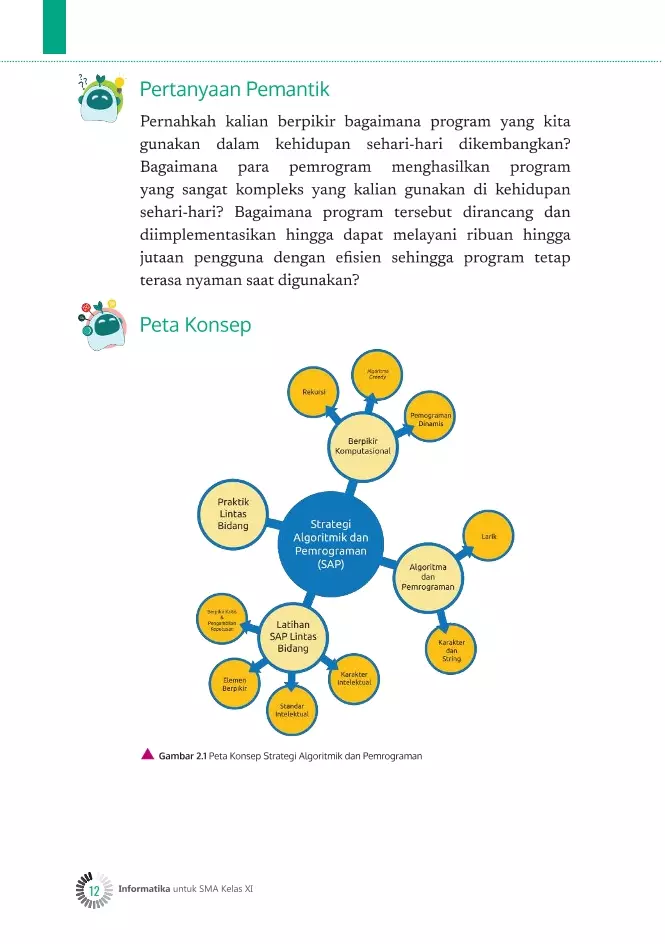 Pertanyaan Pemantik
Pernahkah kalian berpikir bagaimana program yang kita
gunakan dalam kehidupan sehari-hari dikembangkan?
Bagaimana para pemrogram menghasilkan program
yang sangat kompleks yang kalian gunakan di kehidupan
sehari-hari? Bagaimana program tersebut dirancang dan
diimplementasikan hingga dapat melayani ribuan hingga
jutaan pengguna dengan efisien sehingga program tetap
terasa nyaman saat digunakan?
Peta Konsep
Algoritma
Greedy
Rekursi
Pemograman
Dinamis
Berpikir
Komputasional
Praktik
Lintas
Bidang
Strategi
Algoritmik dan
Pemrograman
(SAP)
Larik
Algoritma
dan
Pemrograman
Berpikir Kritis
&
Pengambilan
Keputusan
Latihan
SAP Lintas
Bidang
Karakter
dan
String
Elemen
Berpikir
Karakter
Intelektual
Standar
Intelektual
Gambar 2.1 Peta Konsep Strategi Algoritmik dan Pemrograman
12
Informatika untuk SMA Kelas XI